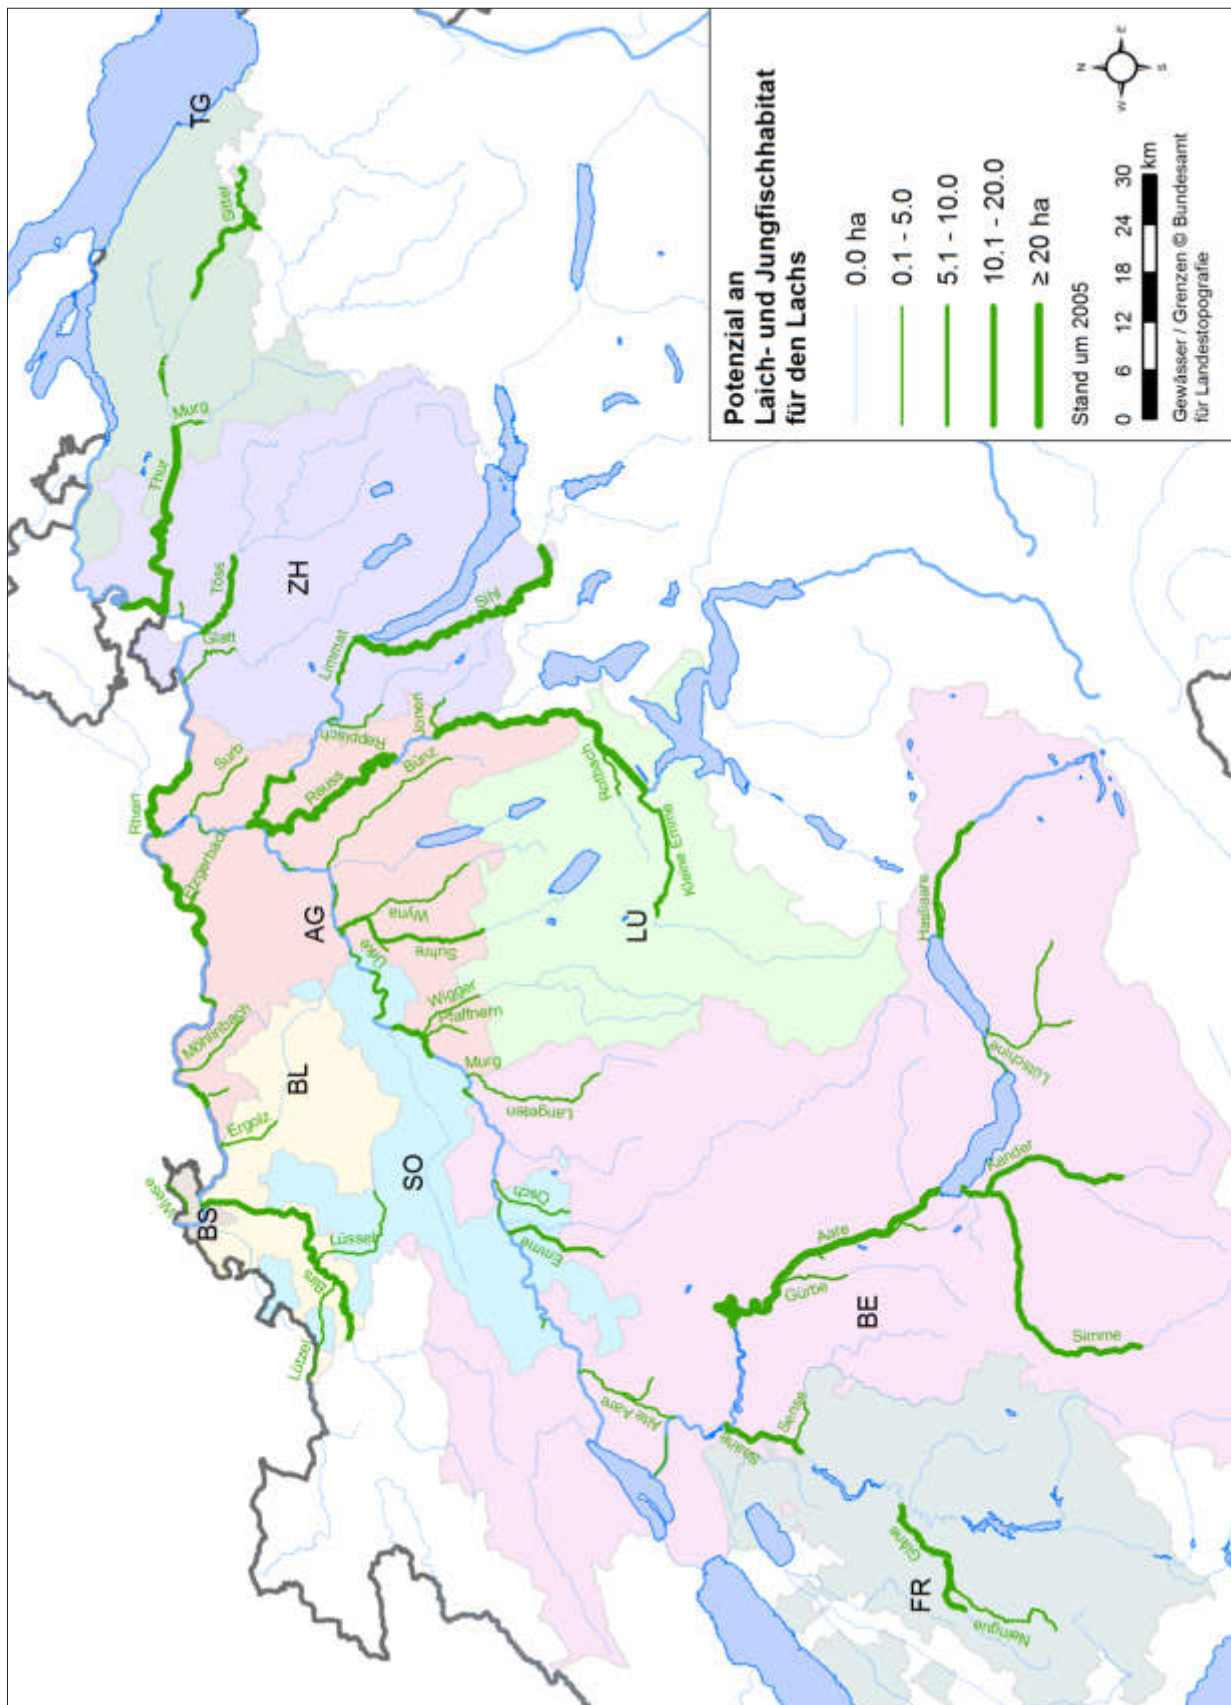 Potenzial an
Laich- und Jungfischhabitat
für den Lachs
0.0 ha
0.1 - 5.0
5.1 - 10.0
10.1 - 20.0
≥ 20 ha
Stand um 2005
0 6 12 18 24 30 km
Gewässer / Grenzen © Bundesamt
für Landestopografie
N
E
S
W
TG
Sitter
Murg
Thur
Töss
Glatt
ZH
Limmat
Sihl
Reppisch
Jonen
Surb
Rhein
Bünz
Reuss
Etzgerbach
Rotbach
Kleine Emme
AG
Wyna
Suhre
Ürke
LU
Wigger
Pfaffnern
Murg
Langeten
Möhlinbach
BL
Ergolz
Wiese
BS
SO
Lüssel
Birs
Lützel
Ösch
Emme
Hasliaare
Lütschine
Kander
Aare
Gürbe
BE
Simme
Alte Aare
Saane
Sense
Glâne
FR
Neirigue